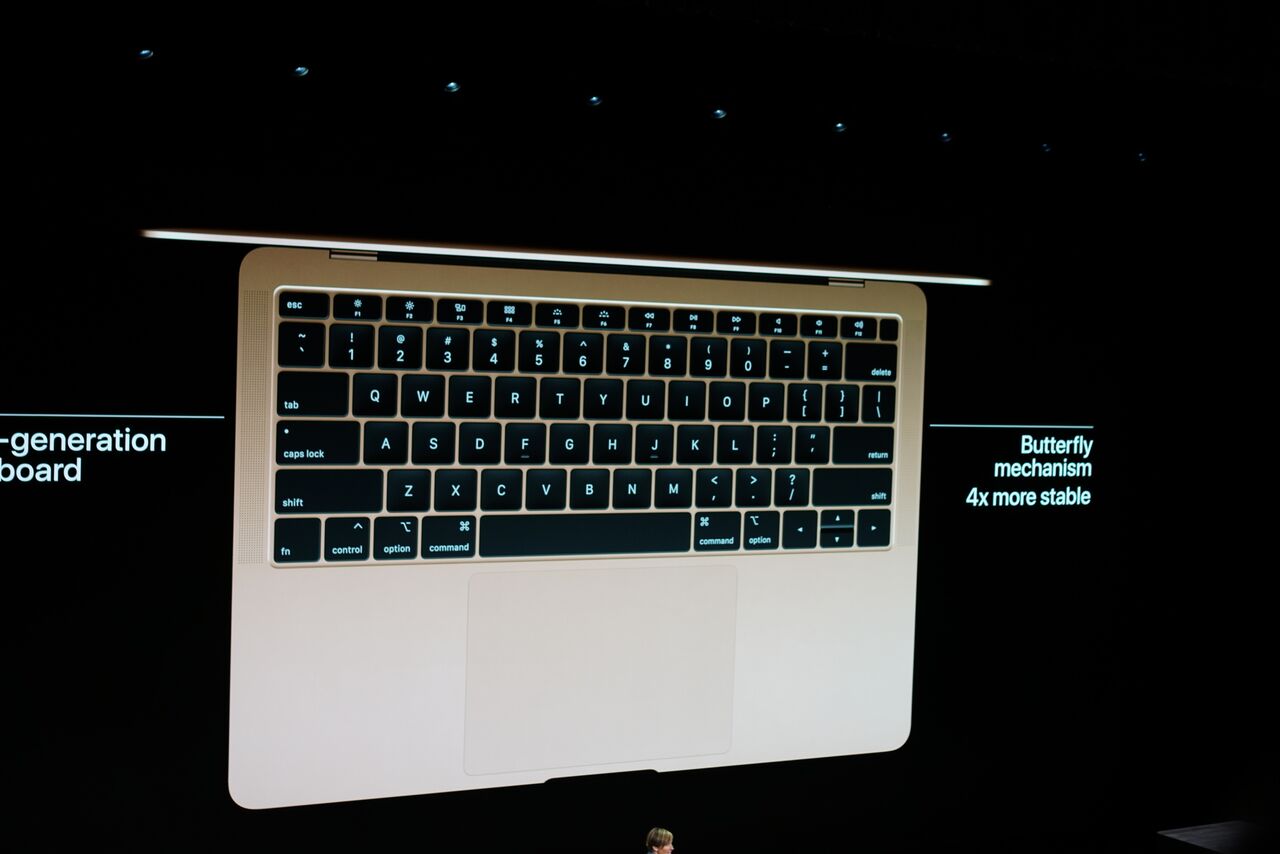 -generation
board
Butterfly
mechanism
4x more stable
esc F1 F2 F3 F4 F5 F6 F7 F8 F9 F10 F11 F12
~ ! @ # $ % ^ & * ( ) — +
` 1 2 3 4 5 6 7 8 9 0 - = delete
tab Q W E R T Y U I O P { } |
[ ] \
caps lock A S D F G H J K L : "
; ' return
shift Z X C V B N M < > ? shift
, . /
fn control option command command option